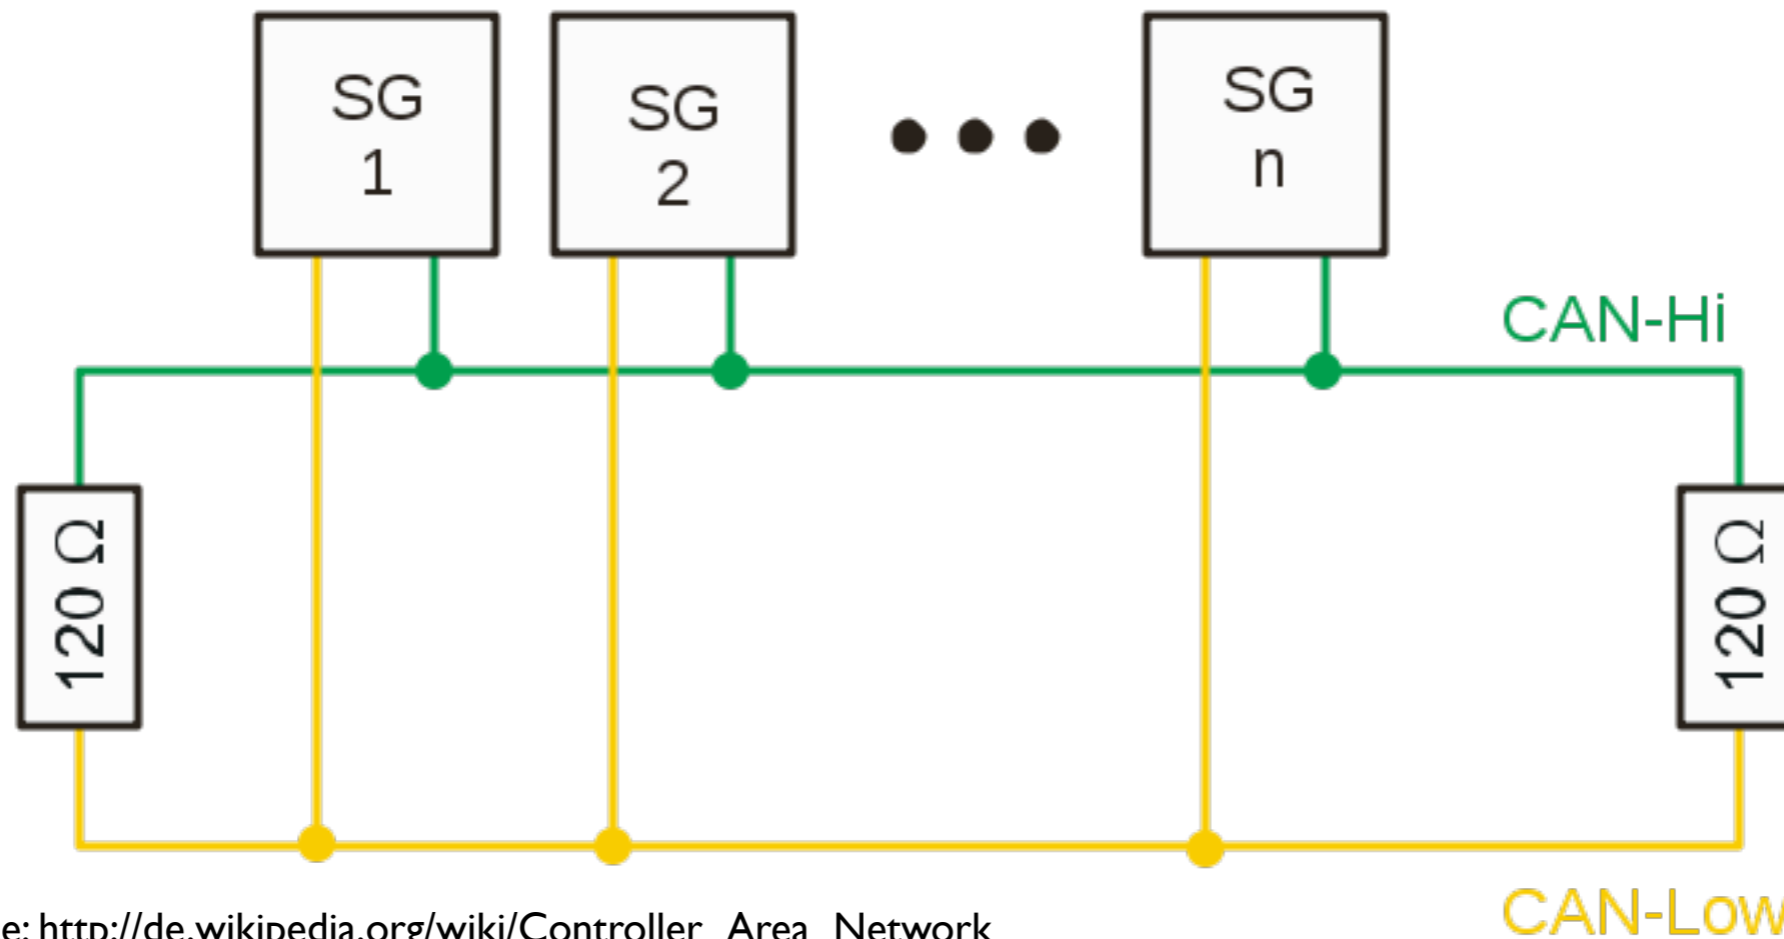 SG
1
SG
2
SG
n
CAN-Hi
120 Ω
120 Ω
CAN-Low
e: http://de.wikipedia.org/wiki/Controller_Area_Network